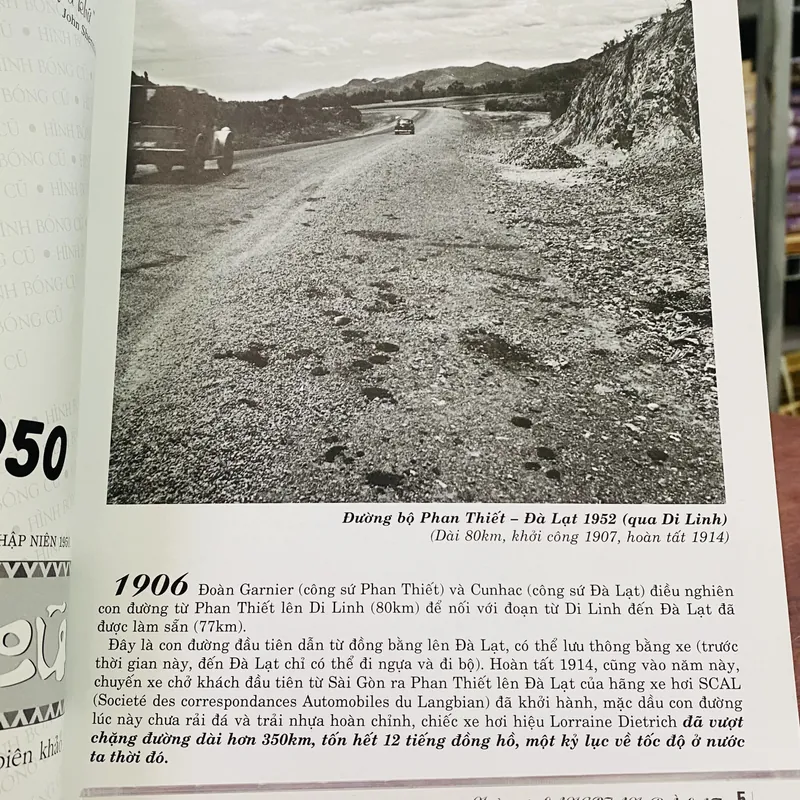 khứ"
HÌNH BÓNG CŨ
1950
THẬP NIÊN 195
cũ
biên khảo
Đường bộ Phan Thiết – Đà Lạt 1952 (qua Di Linh)
(Dài 80km, khởi công 1907, hoàn tất 1914)
1906 Đoàn Garnier (công sứ Phan Thiết) và Cunhac (công sứ Đà Lạt) điều nghiên
con đường từ Phan Thiết lên Di Linh (80km) để nối với đoạn từ Di Linh đến Đà Lạt đã
được làm sẵn (77km).
Đây là con đường đầu tiên dẫn từ đồng bằng lên Đà Lạt, có thể lưu thông bằng xe (trước
thời gian này, đến Đà Lạt chỉ có thể đi ngựa và đi bộ). Hoàn tất 1914, cũng vào năm này,
chuyến xe chở khách đầu tiên từ Sài Gòn ra Phan Thiết lên Đà Lạt của hãng xe hơi SCAL
(Societé des correspondances Automobiles du Langbian) đã khởi hành, mặc dầu con đường
lúc này chưa rải đá và trải nhựa hoàn chỉnh, chiếc xe hơi hiệu Lorraine Dietrich đã vượt
chặng đường dài hơn 350km, tốn hết 12 tiếng đồng hồ, một kỷ lục về tốc độ ở nước
ta thời đó.
5